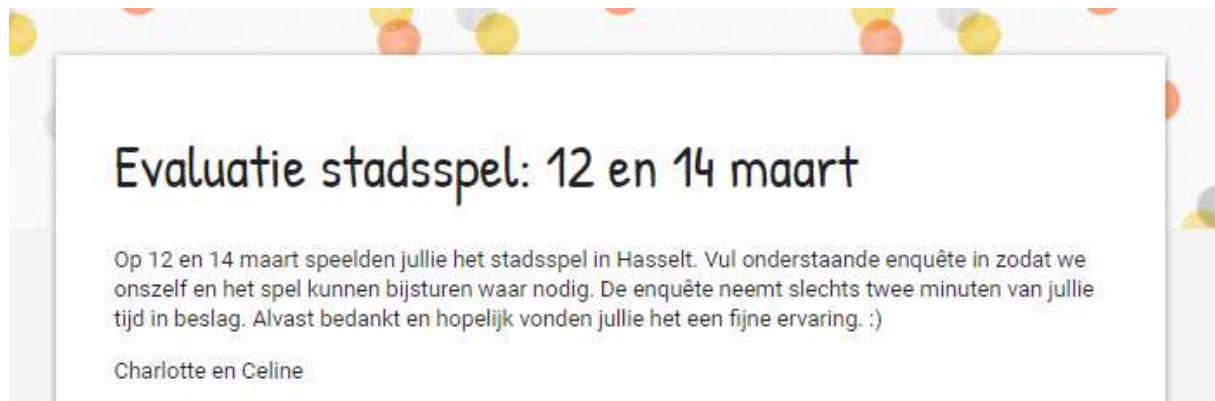 Evaluatie stadsspel: 12 en 14 maart
Op 12 en 14 maart speelden jullie het stadsspel in Hasselt. Vul onderstaande enquête in zodat we
onszelf en het spel kunnen bijsturen waar nodig. De enquête neemt slechts twee minuten van jullie
tijd in beslag. Alvast bedankt en hopelijk vonden jullie het een fijne ervaring. :)
Charlotte en Celine